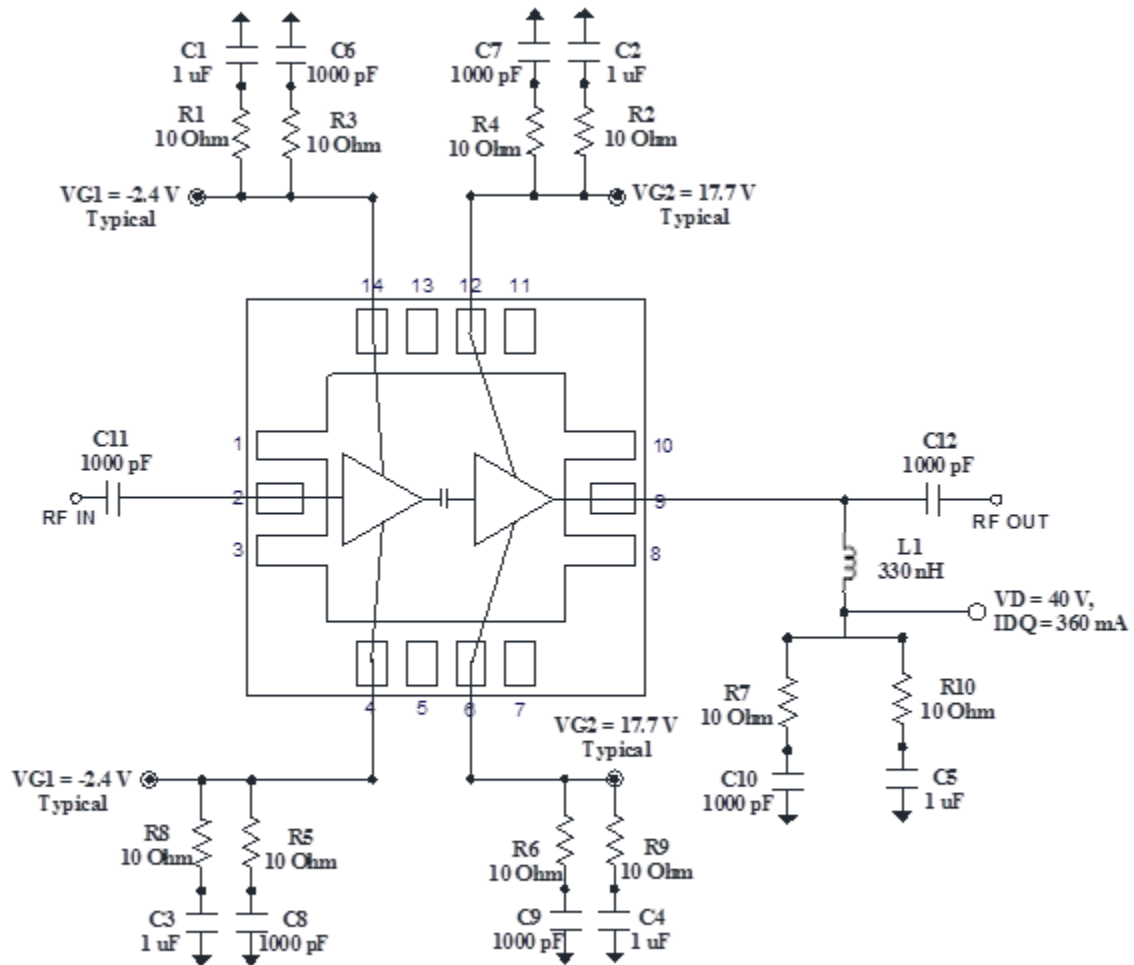 C1
1 uF
C6
1000 pF
C7
1000 pF
C2
1 uF
R1
10 Ohm
R3
10 Ohm
R4
10 Ohm
R2
10 Ohm
VG1 = -2.4 V
Typical
VG2 = 17.7 V
Typical
14
13
12
11
C11
1000 pF
RF IN
1
2
3
10
9
8
C12
1000 pF
RF OUT
L1
330 nH
VD = 40 V,
IDQ = 360 mA
R7
10 Ohm
R10
10 Ohm
C10
1000 pF
C5
1 uF
4
5
6
7
VG2 = 17.7 V
Typical
VG1 = -2.4 V
Typical
R8
10 Ohm
R5
10 Ohm
R6
10 Ohm
R9
10 Ohm
C3
1 uF
C8
1000 pF
C9
1000 pF
C4
1 uF